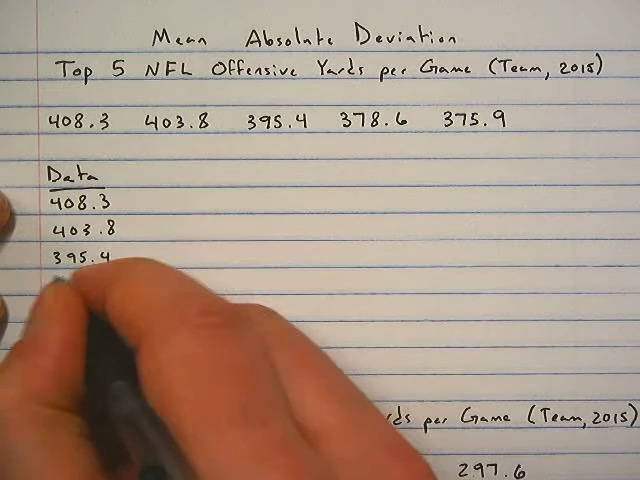 Mean Absolute Deviation
Top 5 NFL Offensive Yards per Game (Team, 2015)
408.3 403.8 395.4 378.6 375.9
Data
408.3
403.8
395.4
per Game (Team, 2015)
297.6